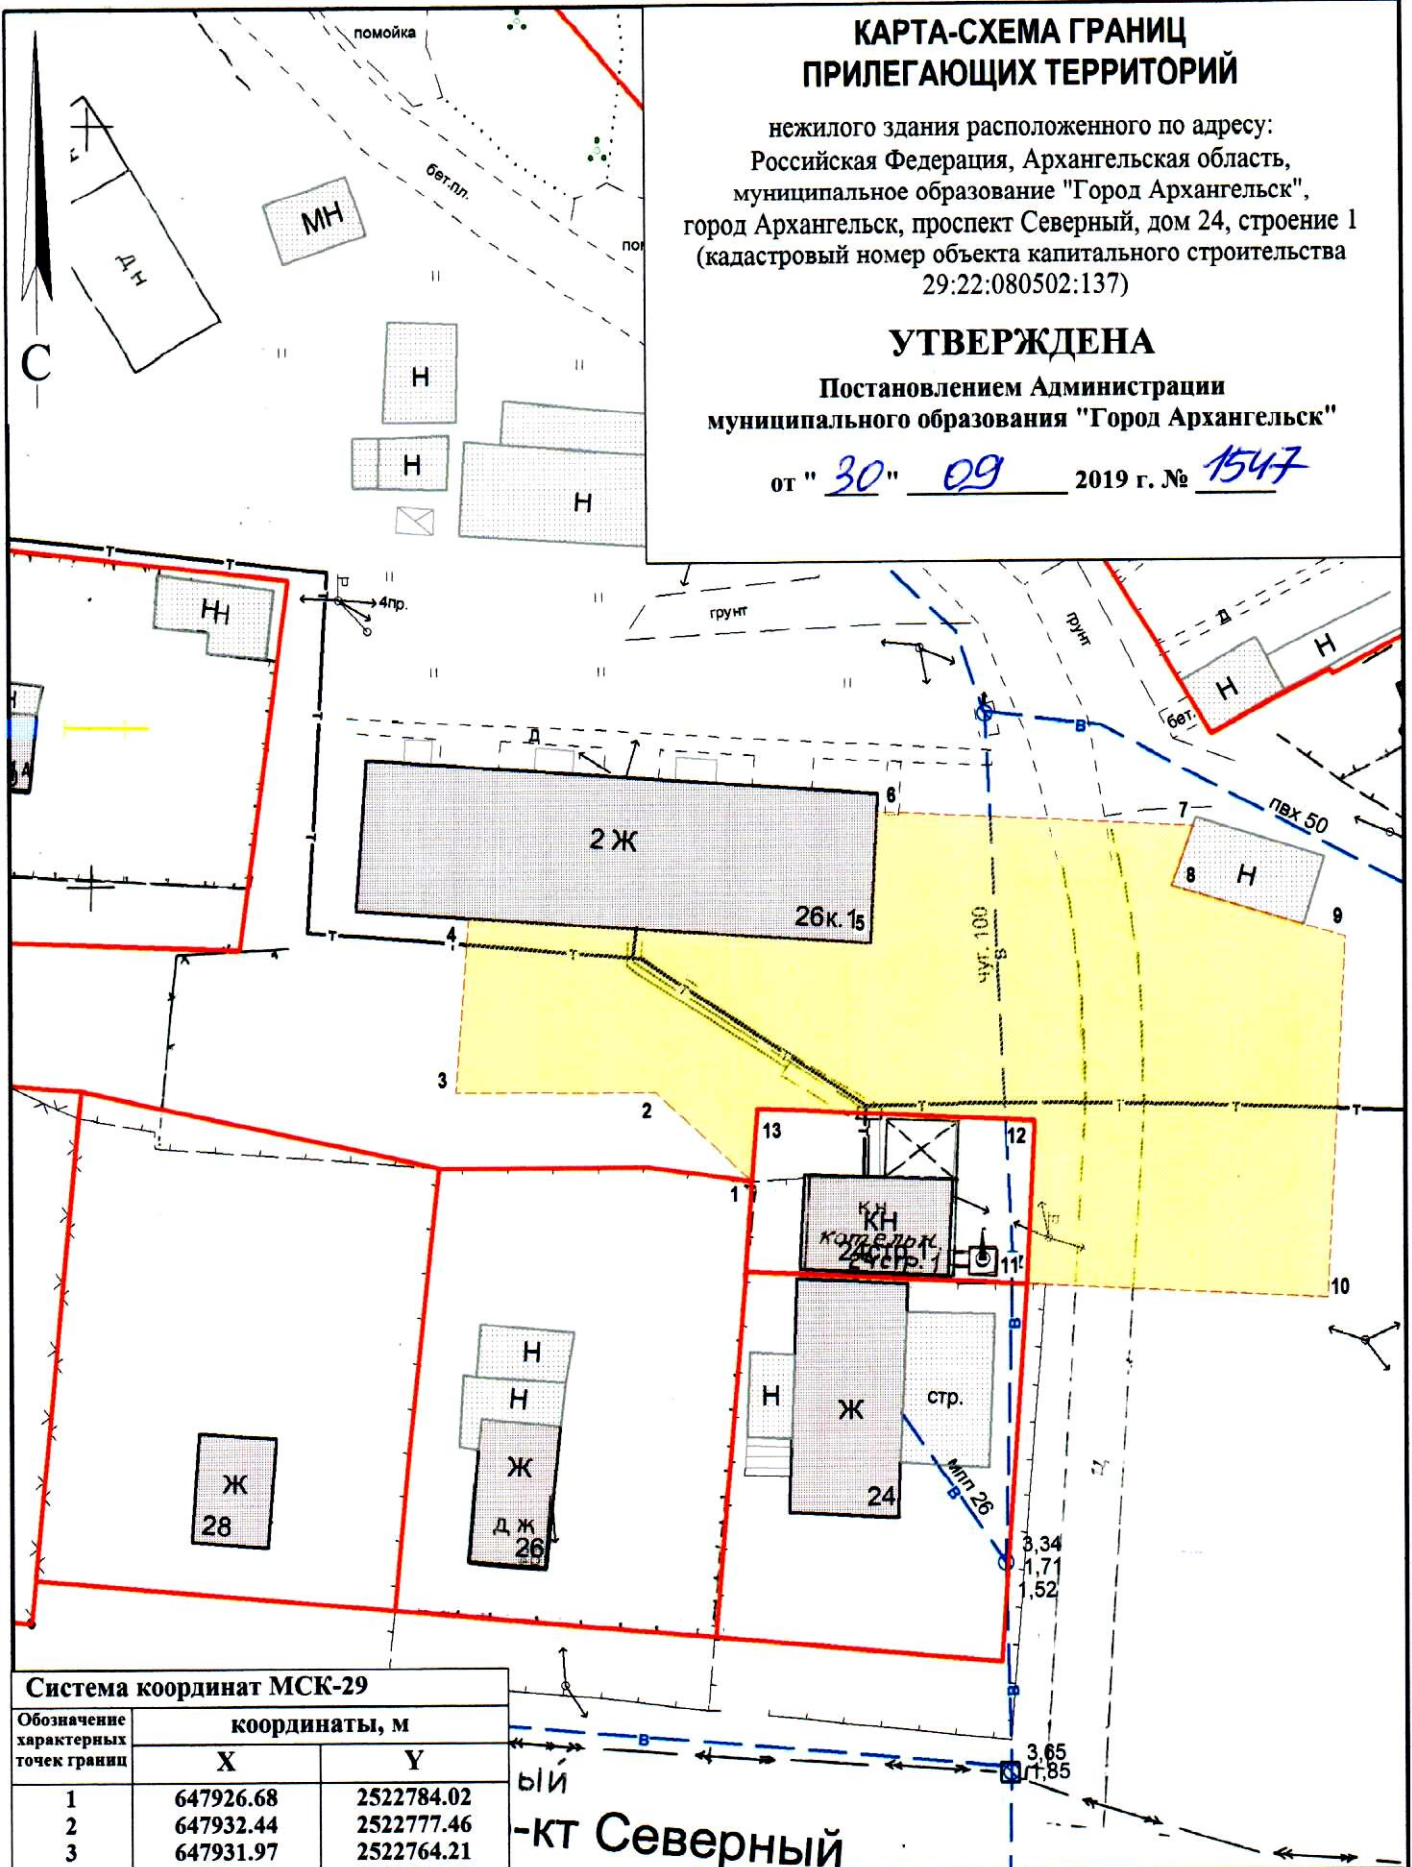 КАРТА-СХЕМА ГРАНИЦ
ПРИЛЕГАЮЩИХ ТЕРРИТОРИЙ
нежилого здания расположенного по адресу:
Российская Федерация, Архангельская область,
муниципальное образование "Город Архангельск",
город Архангельск, проспект Северный, дом 24, строение 1
(кадастровый номер объекта капитального строительства
29:22:080502:137)
УТВЕРЖДЕНА
Постановлением Администрации
муниципального образования "Город Архангельск"
от "30" 09 2019 г. № 1547
помойка
бет.пл.
МН
пог
д н
С
Н
Н
Н
Т
Т
НН
4пр.
грунт
грунт
Д
Н
Н
бет.
В
пвх 50
Д
6
7
2 Ж
26к. 1
5
8
Н
9
чуг. 100
В
4
Т
Т
3
2
13
12
Т
Т
Т
1
КН
КН
котельн.
24стр. 1
11
10
Н
Н
Н
Ж
стр.
В
Ж
28
Ж
д ж
26
24
мпл 26
В
3,34
1,71
1,52
В
3,65
1,85
В
ый
-кт Северный
Система координат МСК-29
Обозначение характерных точек границ
координаты, м
X Y
1 647926.68 2522784.02
2 647932.44 2522777.46
3 647931.97 2522764.21